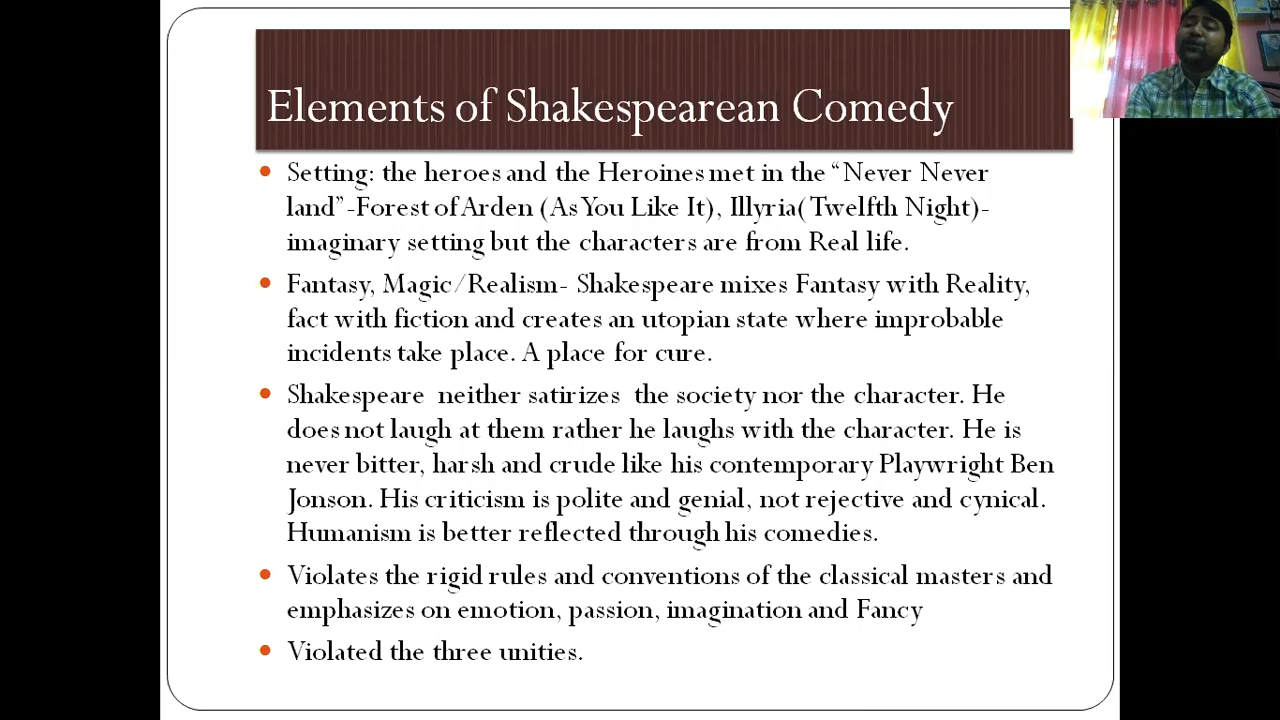 Elements of Shakespearean Comedy
Setting: the heroes and the Heroines met in the “Never Never
land”-Forest of Arden (As You Like It), Illyria( Twelfth Night)-
imaginary setting but the characters are from Real life.
Fantasy, Magic/Realism- Shakespeare mixes Fantasy with Reality,
fact with fiction and creates an utopian state where improbable
incidents take place. A place for cure.
Shakespeare neither satirizes the society nor the character. He
does not laugh at them rather he laughs with the character. He is
never bitter, harsh and crude like his contemporary Playwright Ben
Jonson. His criticism is polite and genial, not rejective and cynical.
Humanism is better reflected through his comedies.
Violates the rigid rules and conventions of the classical masters and
emphasizes on emotion, passion, imagination and Fancy
Violated the three unities.